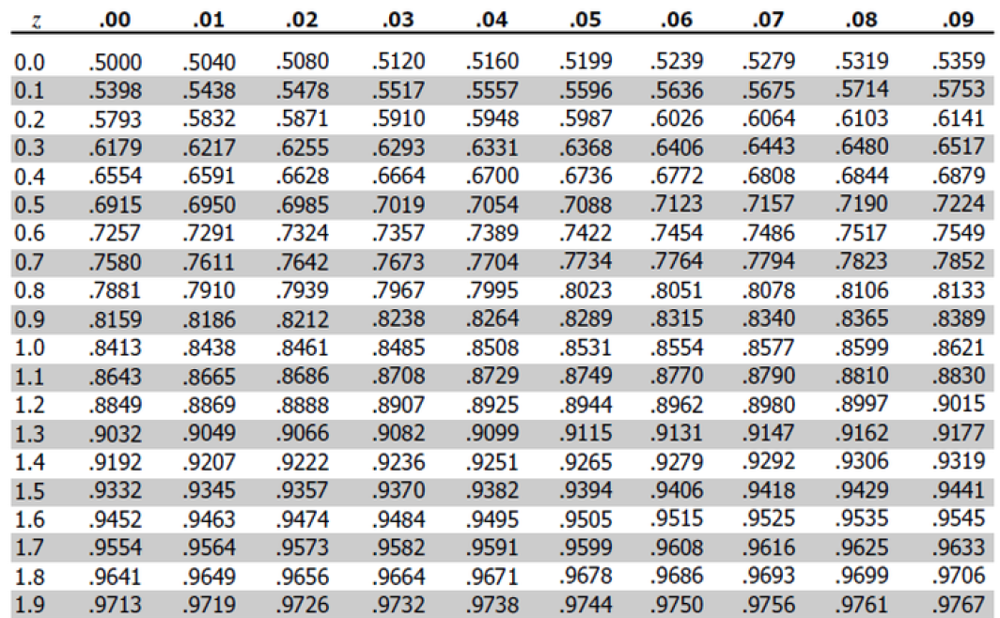 z .00 .01 .02 .03 .04 .05 .06 .07 .08 .09
0.0 .5000 .5040 .5080 .5120 .5160 .5199 .5239 .5279 .5319 .5359
0.1 .5398 .5438 .5478 .5517 .5557 .5596 .5636 .5675 .5714 .5753
0.2 .5793 .5832 .5871 .5910 .5948 .5987 .6026 .6064 .6103 .6141
0.3 .6179 .6217 .6255 .6293 .6331 .6368 .6406 .6443 .6480 .6517
0.4 .6554 .6591 .6628 .6664 .6700 .6736 .6772 .6808 .6844 .6879
0.5 .6915 .6950 .6985 .7019 .7054 .7088 .7123 .7157 .7190 .7224
0.6 .7257 .7291 .7324 .7357 .7389 .7422 .7454 .7486 .7517 .7549
0.7 .7580 .7611 .7642 .7673 .7704 .7734 .7764 .7794 .7823 .7852
0.8 .7881 .7910 .7939 .7967 .7995 .8023 .8051 .8078 .8106 .8133
0.9 .8159 .8186 .8212 .8238 .8264 .8289 .8315 .8340 .8365 .8389
1.0 .8413 .8438 .8461 .8485 .8508 .8531 .8554 .8577 .8599 .8621
1.1 .8643 .8665 .8686 .8708 .8729 .8749 .8770 .8790 .8810 .8830
1.2 .8849 .8869 .8888 .8907 .8925 .8944 .8962 .8980 .8997 .9015
1.3 .9032 .9049 .9066 .9082 .9099 .9115 .9131 .9147 .9162 .9177
1.4 .9192 .9207 .9222 .9236 .9251 .9265 .9279 .9292 .9306 .9319
1.5 .9332 .9345 .9357 .9370 .9382 .9394 .9406 .9418 .9429 .9441
1.6 .9452 .9463 .9474 .9484 .9495 .9505 .9515 .9525 .9535 .9545
1.7 .9554 .9564 .9573 .9582 .9591 .9599 .9608 .9616 .9625 .9633
1.8 .9641 .9649 .9656 .9664 .9671 .9678 .9686 .9693 .9699 .9706
1.9 .9713 .9719 .9726 .9732 .9738 .9744 .9750 .9756 .9761 .9767